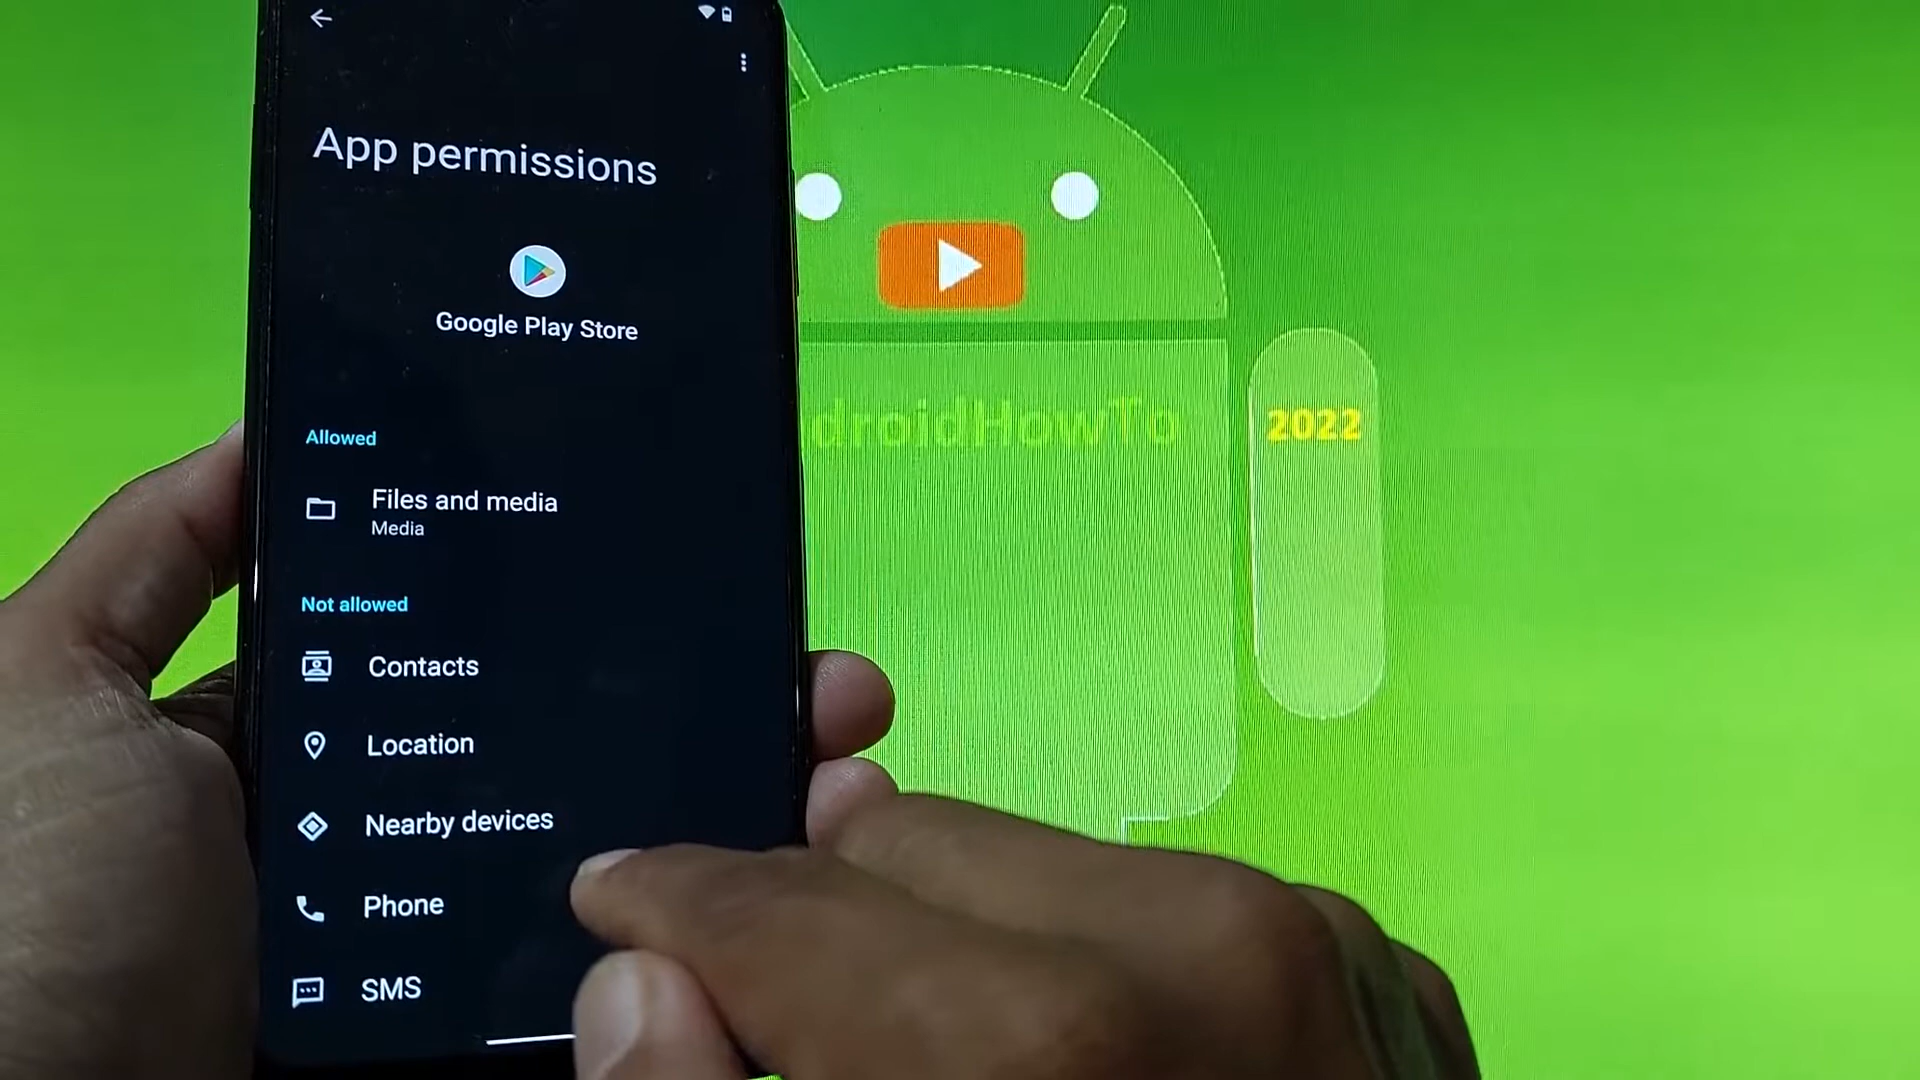 App permissions
Google Play Store
Allowed
Files and media
Media
Not allowed
Contacts
Location
Nearby devices
Phone
SMS
droidHowTo
2022